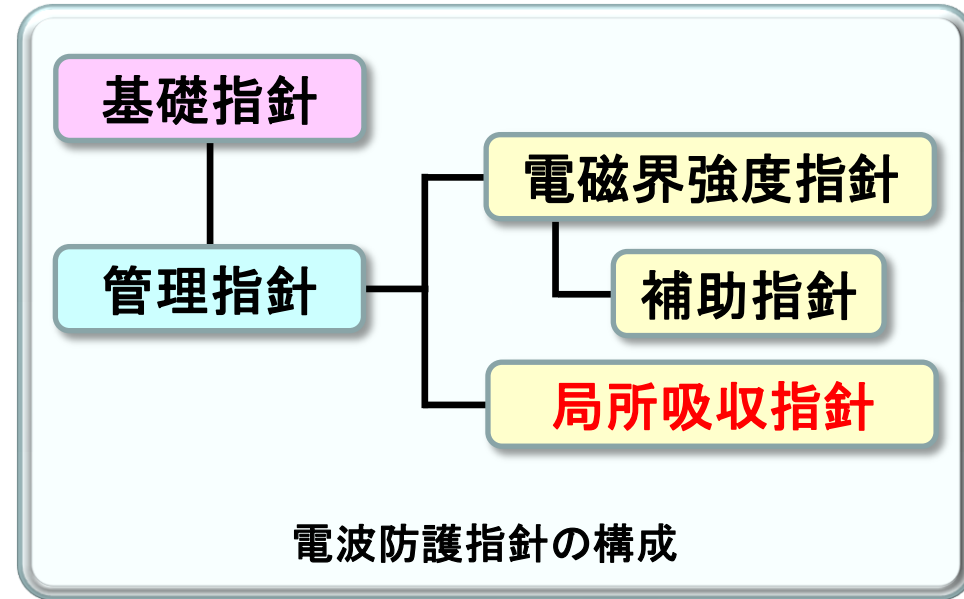 基礎指針
電磁界強度指針
管理指針
補助指針
局所吸収指針
電波防護指針の構成